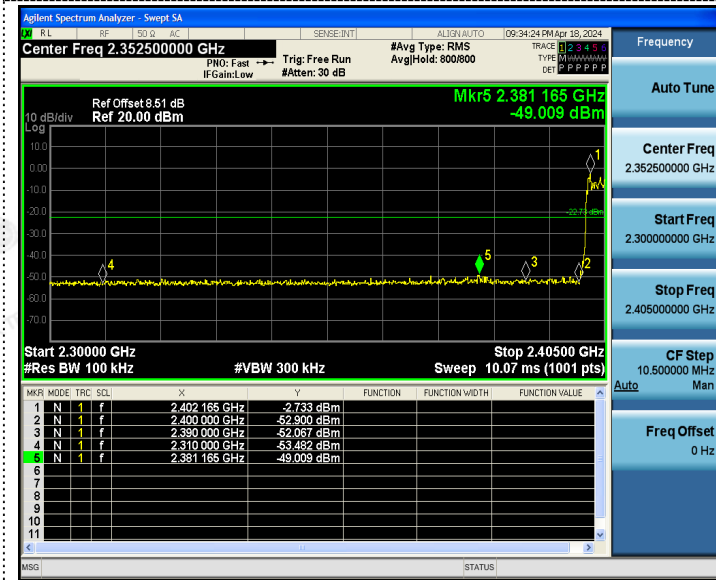 Agilent Spectrum Analyzer - Swept SA
LXI RL RF 50 Ω AC SENSE:INT ALIGNAUTO 09:34:24 PM Apr 18, 2024
Center Freq 2.352500000 GHz
PNO: Fast
IFGain:Low
Trig: Free Run
#Atten: 30 dB
#Avg Type: RMS
Avg|Hold: 800/800
TRACE 1 2 3 4 5 6
TYPE M
DET P P P P P P
Frequency
Auto Tune
Center Freq
2.352500000 GHz
Start Freq
2.300000000 GHz
Stop Freq
2.405000000 GHz
CF Step
10.500000 MHz
Auto Man
Freq Offset
0 Hz
Mkr5 2.381 165 GHz
-49.009 dBm
Ref Offset 8.51 dB
10 dB/div Ref 20.00 dBm
Log
10.0
0.00
-10.0
-20.0
-30.0
-40.0
-50.0
-60.0
-70.0
-22.73 dBm
1
2
3
4
5
Start 2.30000 GHz Stop 2.40500 GHz
#Res BW 100 kHz #VBW 300 kHz Sweep 10.07 ms (1001 pts)
MKR MODE TRC SCL X Y FUNCTION FUNCTION WIDTH FUNCTION VALUE
1 N 1 f 2.402 165 GHz -2.733 dBm
2 N 1 f 2.400 000 GHz -52.900 dBm
3 N 1 f 2.390 000 GHz -52.067 dBm
4 N 1 f 2.310 000 GHz -53.482 dBm
5 N 1 f 2.381 165 GHz -49.009 dBm
6
7
8
9
10
11
MSG STATUS